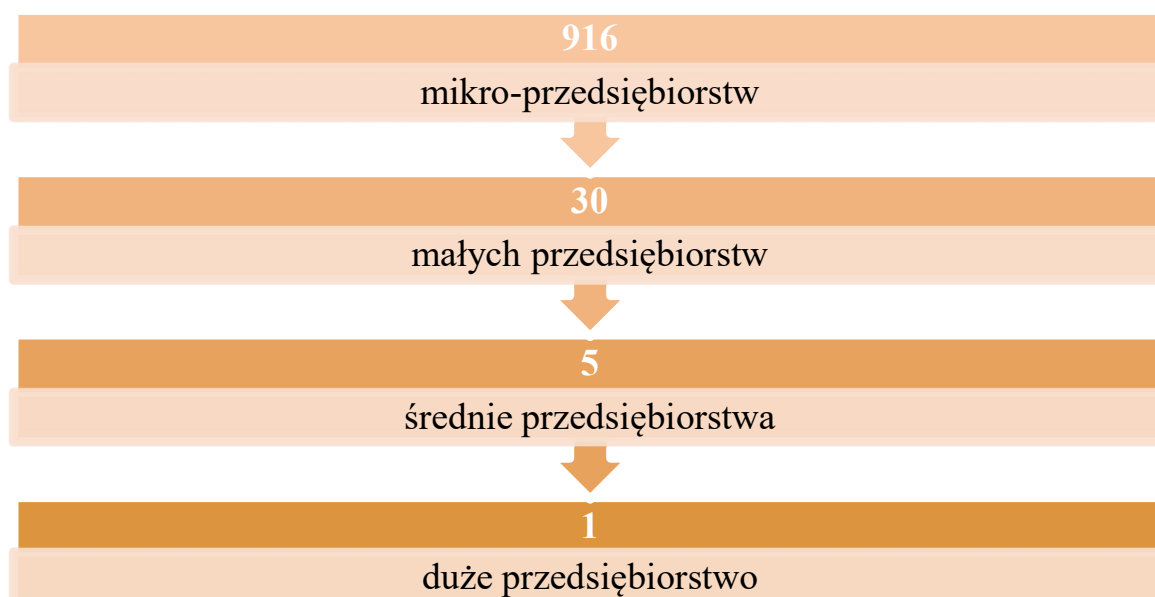 916
mikro-przedsiębiorstw
30
małych przedsiębiorstw
5
średnie przedsiębiorstwa
1
duże przedsiębiorstwo